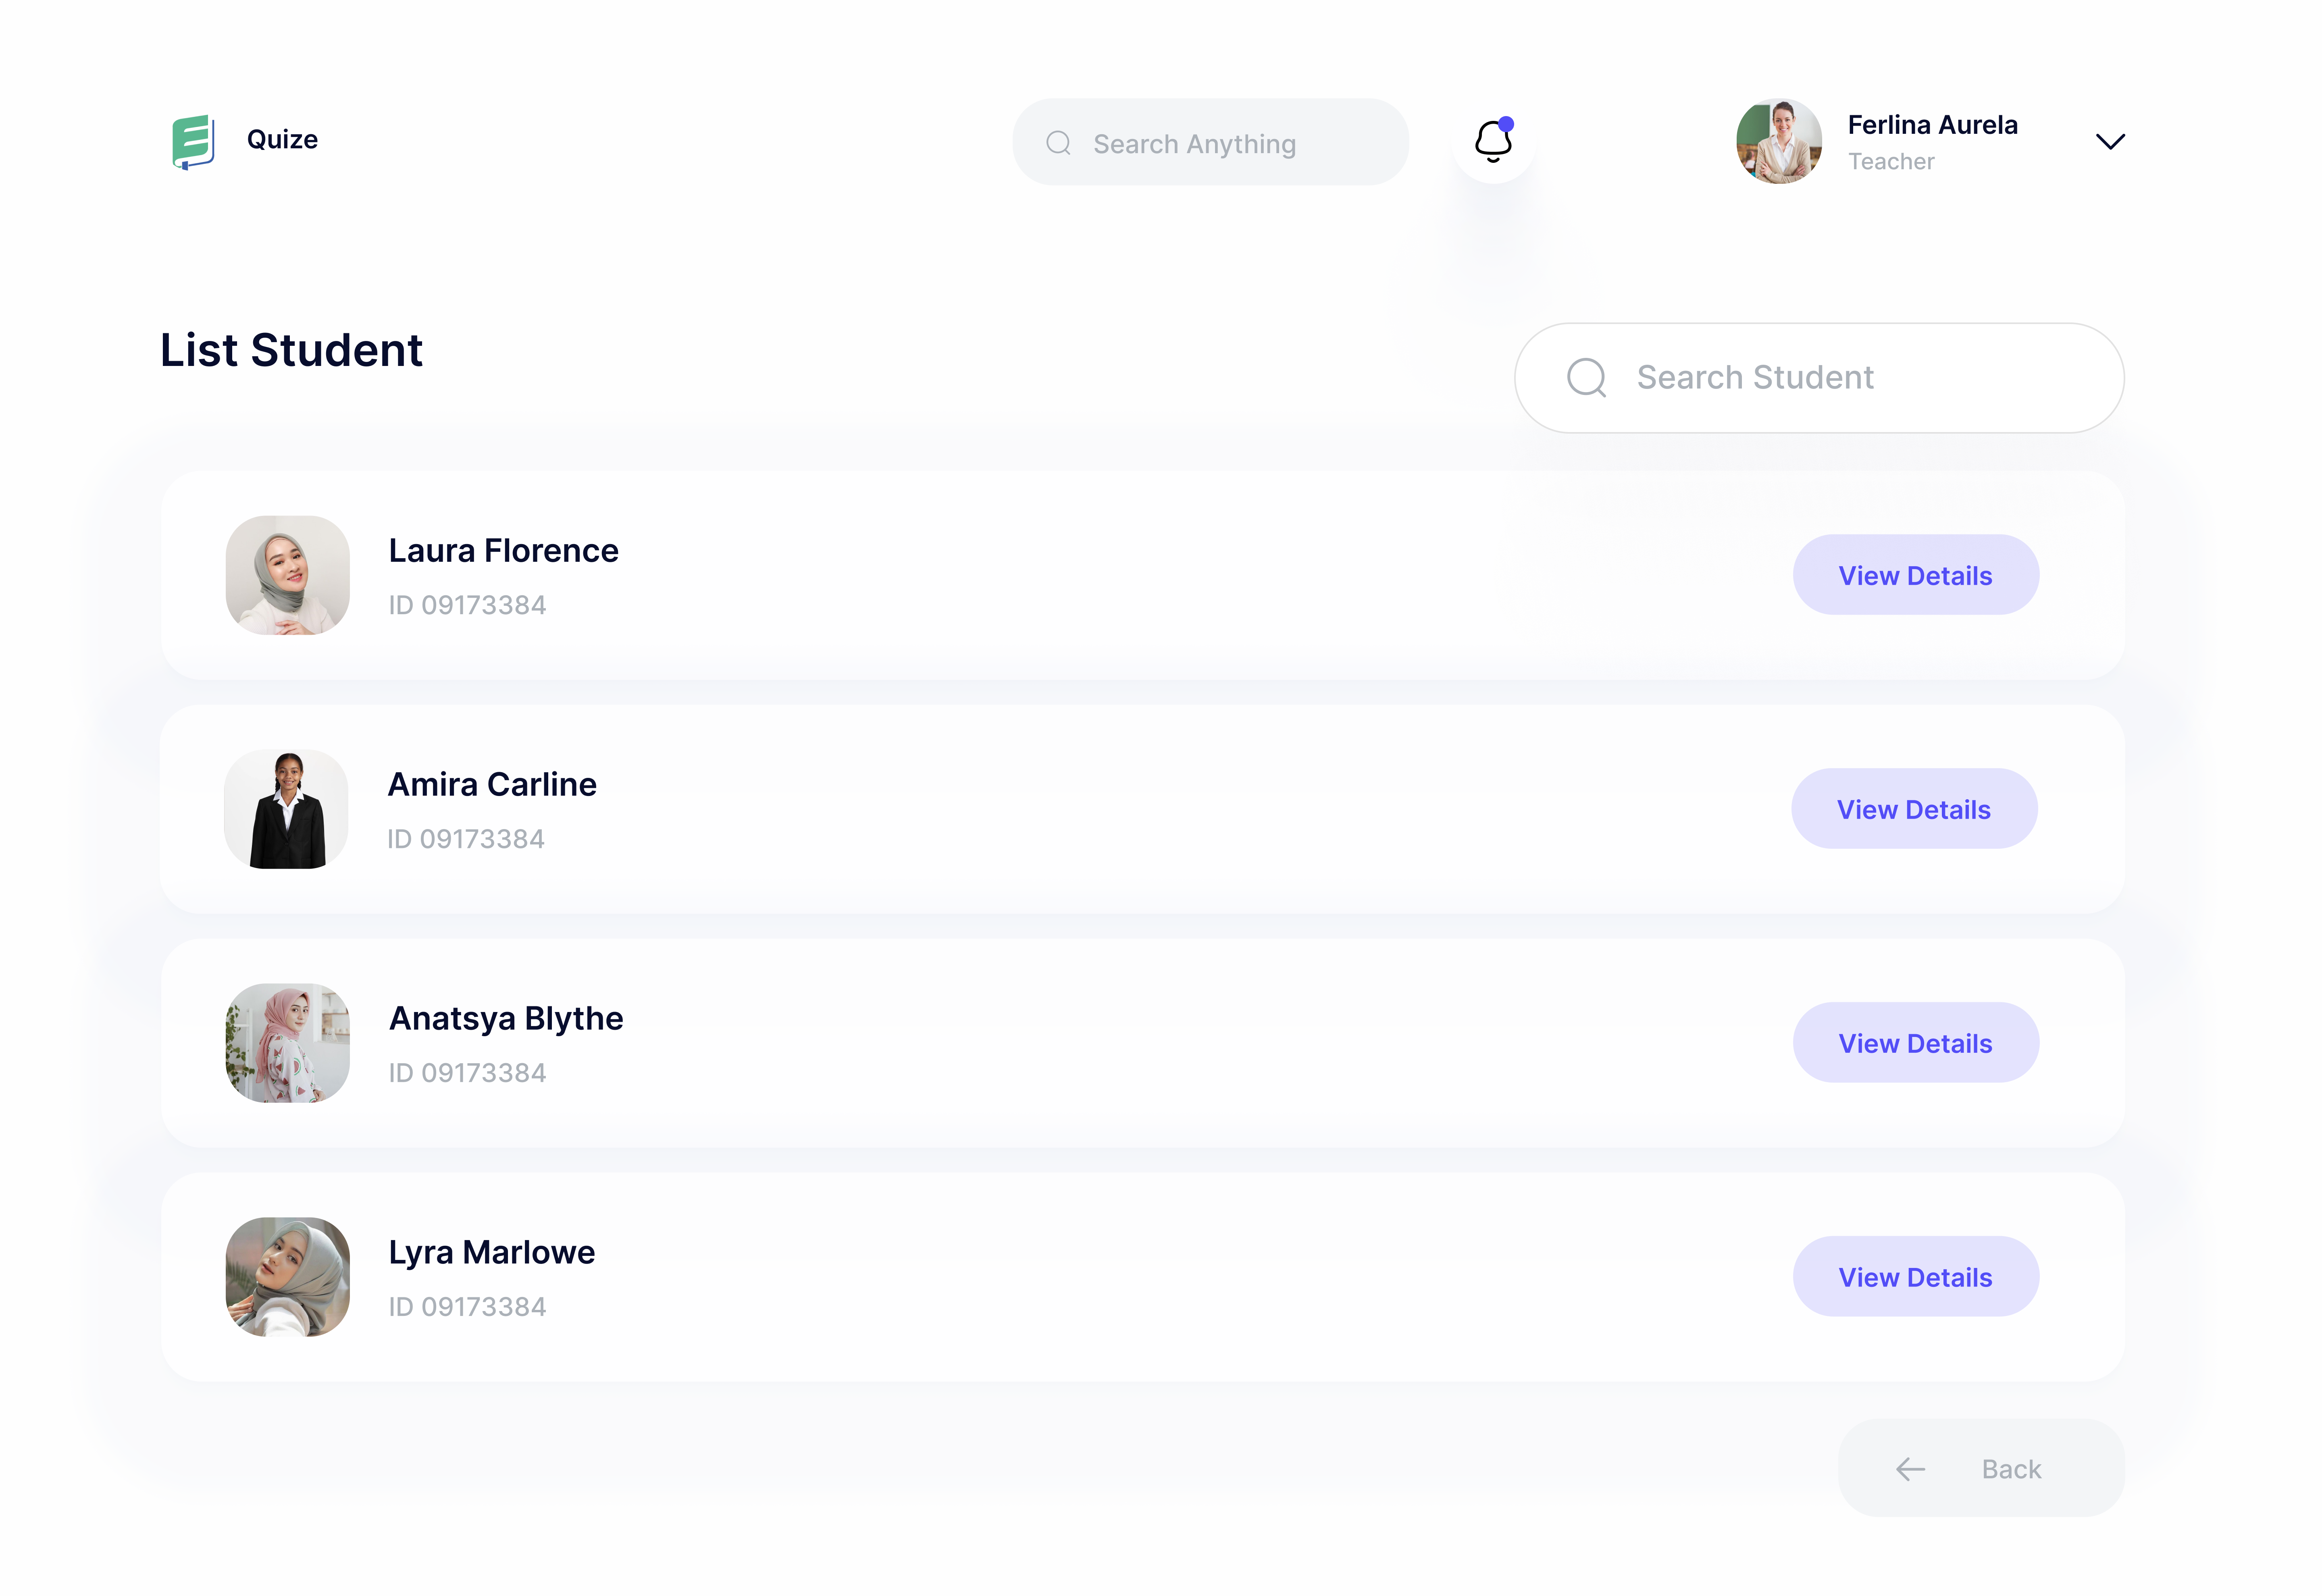 Quize
Search Anything
Ferlina Aurela
Teacher
List Student
Search Student
Laura Florence
ID 09173384
View Details
Amira Carline
ID 09173384
View Details
Anatsya Blythe
ID 09173384
View Details
Lyra Marlowe
ID 09173384
View Details
Back